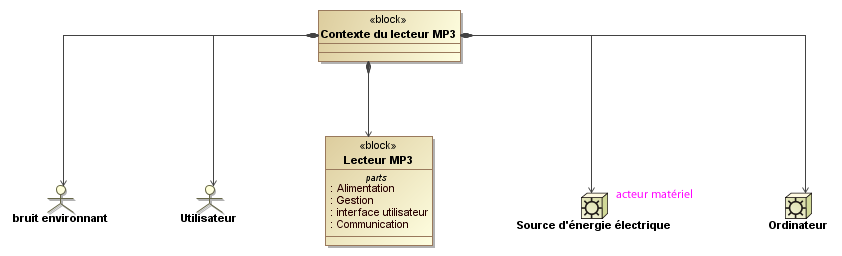 «block»
Contexte du lecteur MP3
«block»
Lecteur MP3
parts
: Alimentation
: Gestion
: interface utilisateur
: Communication
bruit environnant
Utilisateur
acteur matériel
Source d'énergie électrique
Ordinateur